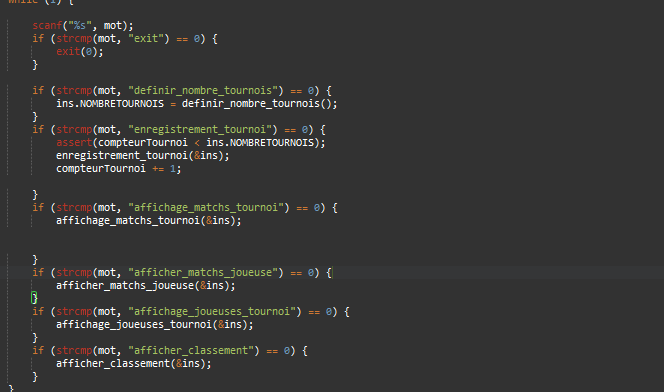 while (1) {
scanf("%s", mot);
if (strcmp(mot, "exit") == 0) {
exit(0);
}
if (strcmp(mot, "definir_nombre_tournois") == 0) {
ins.NOMBRETOURNOIS = definir_nombre_tournois();
}
if (strcmp(mot, "enregistrement_tournoi") == 0) {
assert(compteurTournoi < ins.NOMBRETOURNOIS);
enregistrement_tournoi(&ins);
compteurTournoi += 1;
}
if (strcmp(mot, "affichage_matchs_tournoi") == 0) {
affichage_matchs_tournoi(&ins);
}
if (strcmp(mot, "afficher_matchs_joueuse") == 0) {
afficher_matchs_joueuse(&ins);
}
if (strcmp(mot, "affichage_joueuses_tournoi") == 0) {
affichage_joueuses_tournoi(&ins);
}
if (strcmp(mot, "afficher_classement") == 0) {
afficher_classement(&ins);
}
}